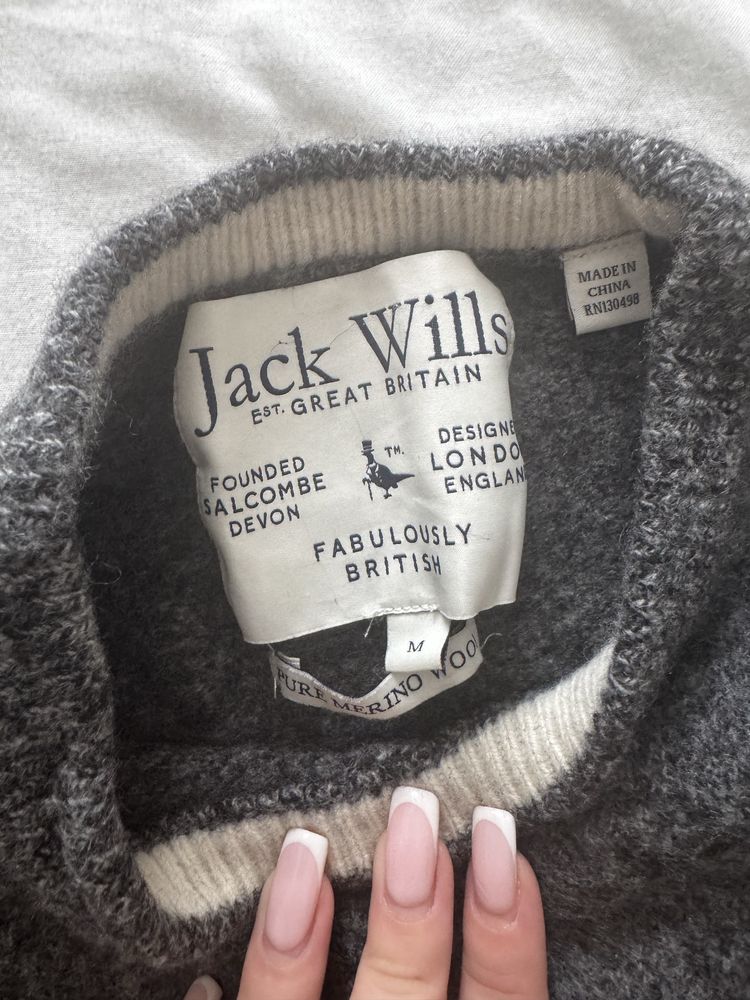 Jack Wills
EST. GREAT BRITAIN
FOUNDED
SALCOMBE
DEVON
TM.
DESIGNE
LONDO
ENGLAN
FABULOUSLY
BRITISH
M
PURE MERINO WOOL
MADE IN
CHINA
RN130498